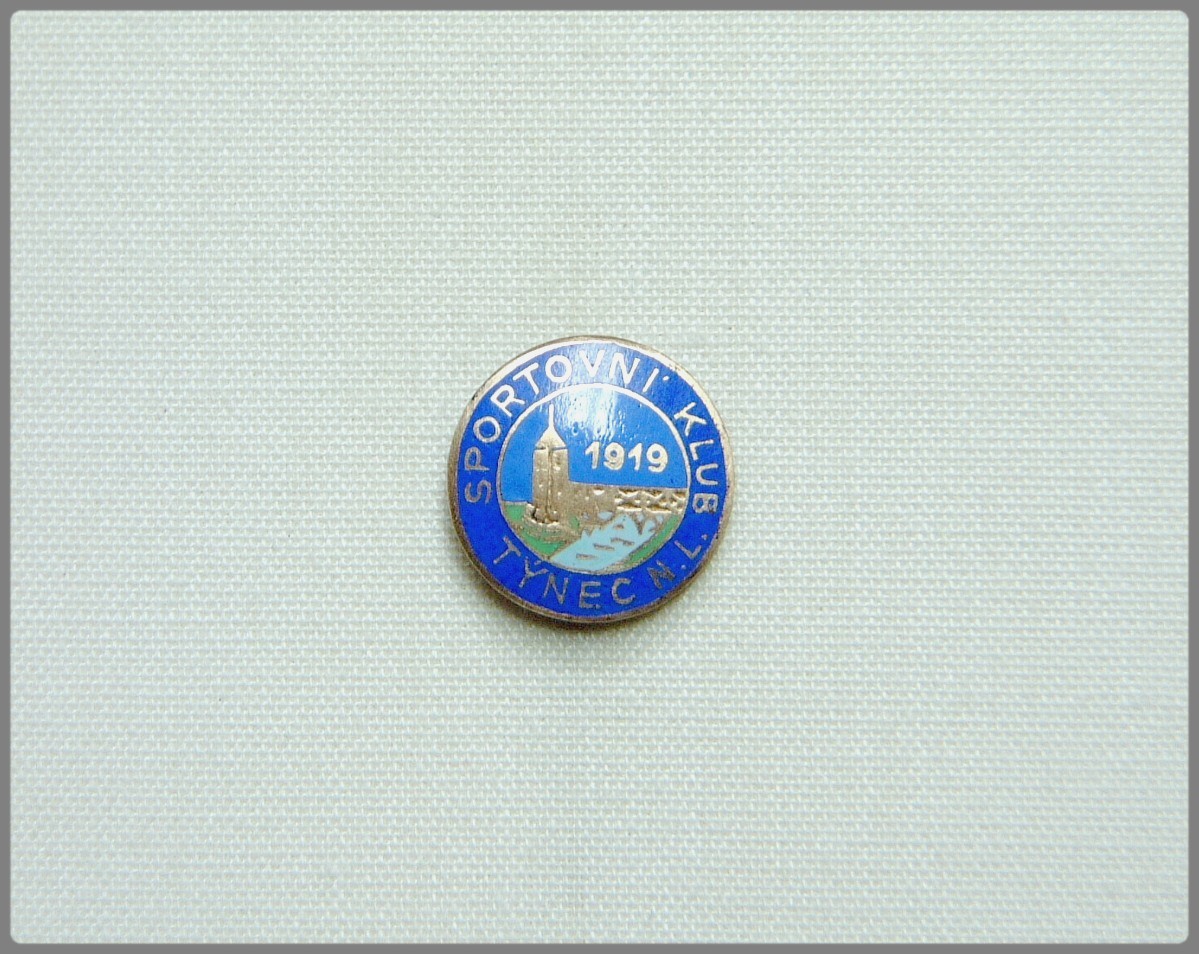 SPORTOVNÍ KLUB
1919
TÝNEC N.L.